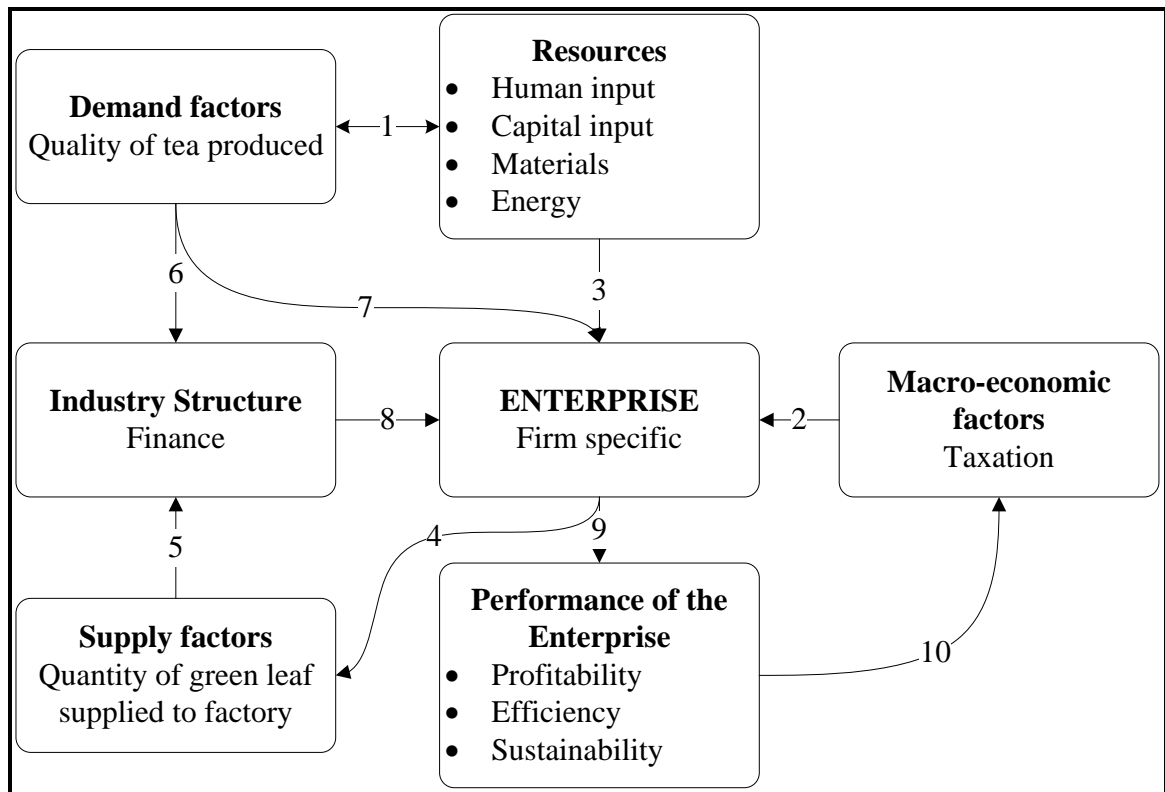 Demand factors
Quality of tea produced
1
Resources
• Human input
• Capital input
• Materials
• Energy
6
7
3
Industry Structure
Finance
8
ENTERPRISE
Firm specific
2
Macro-economic
factors
Taxation
5
4
9
Supply factors
Quantity of green leaf
supplied to factory
Performance of the
Enterprise
• Profitability
• Efficiency
• Sustainability
10